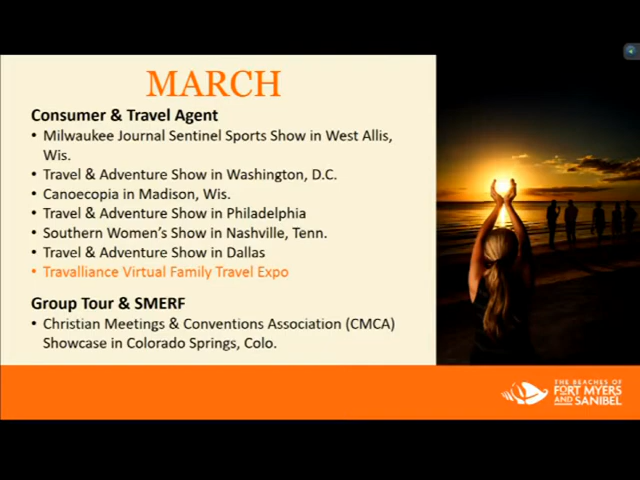 MARCH
Consumer & Travel Agent
• Milwaukee Journal Sentinel Sports Show in West Allis,
Wis.
• Travel & Adventure Show in Washington, D.C.
• Canoecopia in Madison, Wis.
• Travel & Adventure Show in Philadelphia
• Southern Women's Show in Nashville, Tenn.
• Travel & Adventure Show in Dallas
• Travalliance Virtual Family Travel Expo
Group Tour & SMERF
• Christian Meetings & Conventions Association (CMCA)
Showcase in Colorado Springs, Colo.
THE BEACHES OF
FORT MYERS
AND SANIBEL